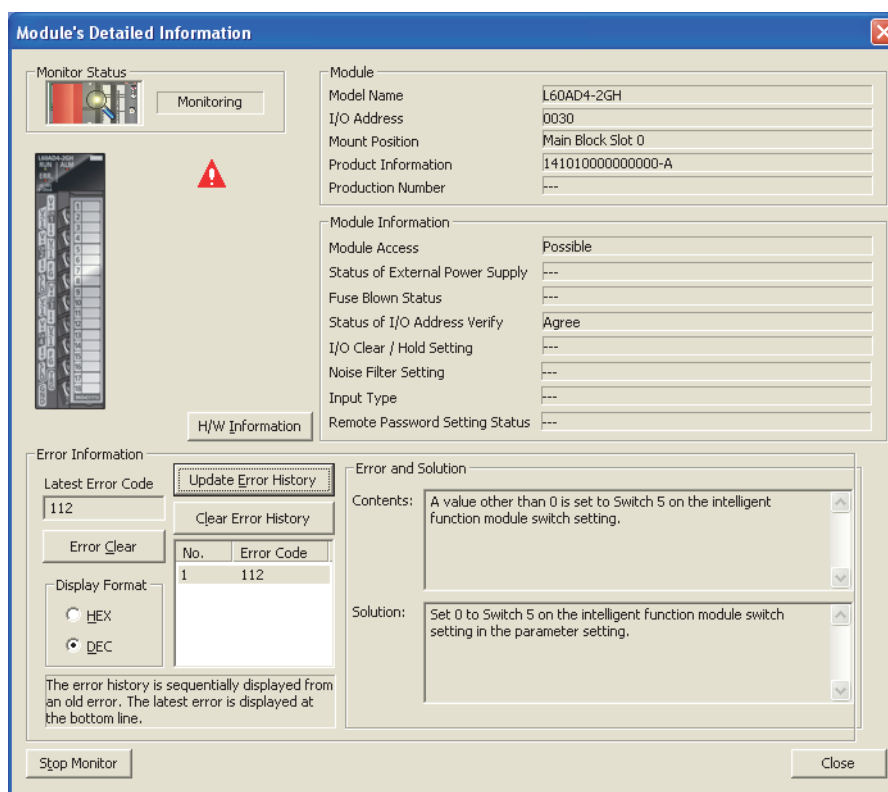 Module's Detailed Information
Monitor Status
Monitoring
L60AD4-2GH
RUN ALM
ERR.
Module
Model Name L60AD4-2GH
I/O Address 0030
Mount Position Main Block Slot 0
Product Information 141010000000000-A
Production Number ---
Module Information
Module Access Possible
Status of External Power Supply ---
Fuse Blown Status ---
Status of I/O Address Verify Agree
I/O Clear / Hold Setting ---
Noise Filter Setting ---
Input Type ---
Remote Password Setting Status ---
H/W Information
Error Information
Latest Error Code
112
Error Clear
Display Format
HEX
DEC
Update Error History
Clear Error History
No. Error Code
1 112
The error history is sequentially displayed from
an old error. The latest error is displayed at
the bottom line.
Error and Solution
Contents: A value other than 0 is set to Switch 5 on the intelligent
function module switch setting.
Solution: Set 0 to Switch 5 on the intelligent function module switch
setting in the parameter setting.
Stop Monitor
Close